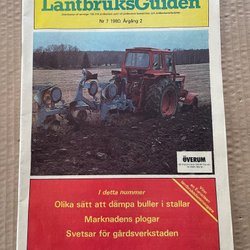 LantbruksGuiden
Nr 7 1980. Årgång 2
ÖVERUM
I detta nummer
Olika sätt att dämpa buller i stallar
Marknadens plogar
Svetsar för gårdsverkstaden